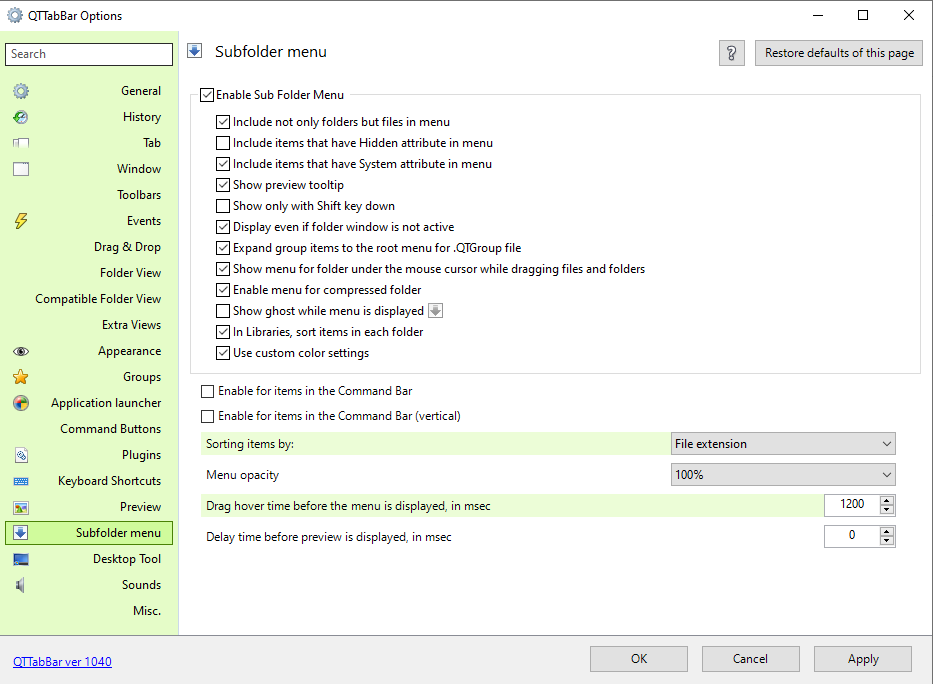 QTTabBar Options
Search
General
History
Tab
Window
Toolbars
Events
Drag & Drop
Folder View
Compatible Folder View
Extra Views
Appearance
Groups
Application launcher
Command Buttons
Plugins
Keyboard Shortcuts
Preview
Subfolder menu
Desktop Tool
Sounds
Misc.
Subfolder menu
?
Restore defaults of this page
Enable Sub Folder Menu
Include not only folders but files in menu
Include items that have Hidden attribute in menu
Include items that have System attribute in menu
Show preview tooltip
Show only with Shift key down
Display even if folder window is not active
Expand group items to the root menu for .QTGroup file
Show menu for folder under the mouse cursor while dragging files and folders
Enable menu for compressed folder
Show ghost while menu is displayed
In Libraries, sort items in each folder
Use custom color settings
Enable for items in the Command Bar
Enable for items in the Command Bar (vertical)
Sorting items by: File extension
Menu opacity 100%
Drag hover time before the menu is displayed, in msec 1200
Delay time before preview is displayed, in msec 0
QTTabBar ver 1040
OK Cancel Apply